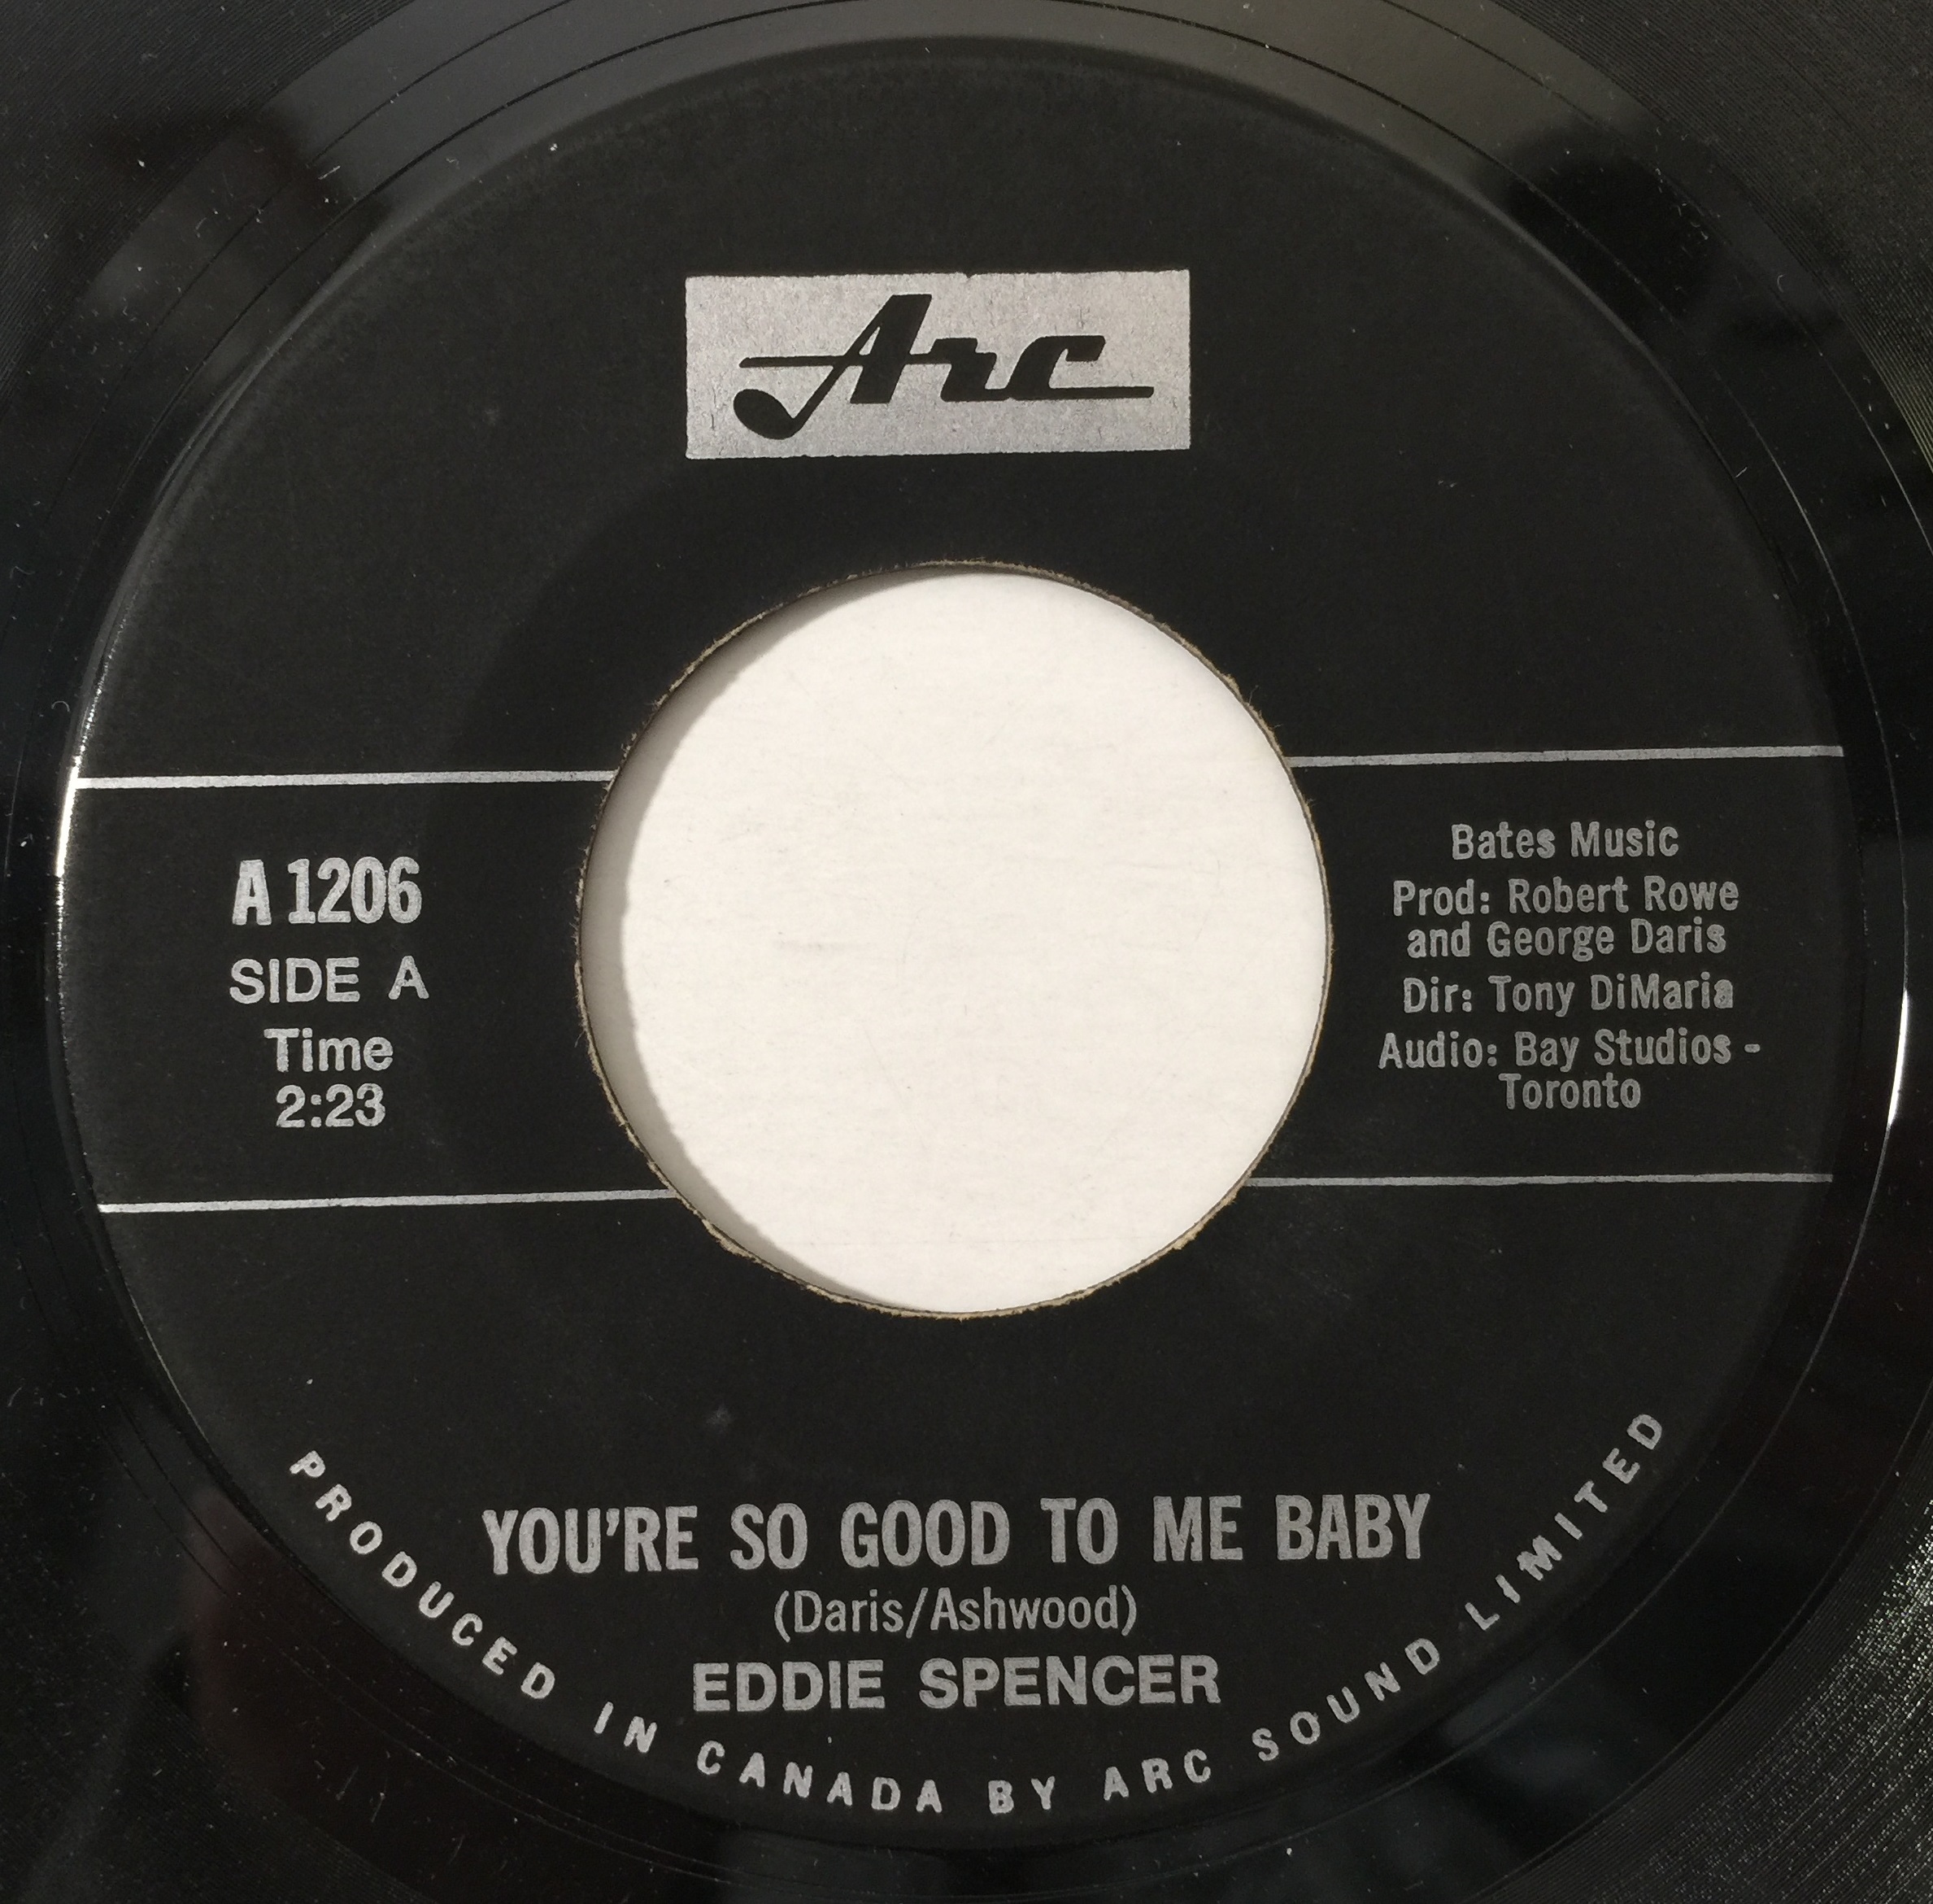 Arc
A 1206
SIDE A
Time
2:23
Bates Music
Prod: Robert Rowe
and George Daris
Dir: Tony DiMaria
Audio: Bay Studios -
Toronto
YOU'RE SO GOOD TO ME BABY
(Daris/Ashwood)
EDDIE SPENCER
PRODUCED IN CANADA BY ARC SOUND LIMITED